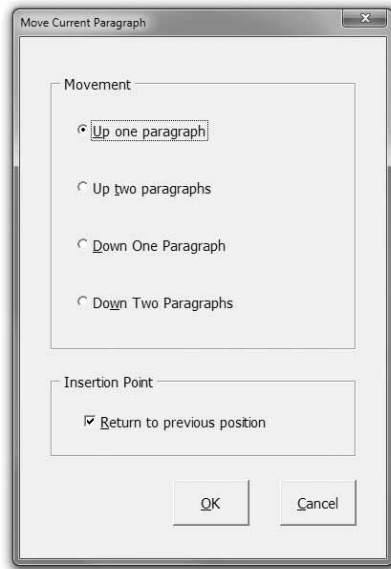 Move Current Paragraph
Movement
Up one paragraph
Up two paragraphs
Down One Paragraph
Down Two Paragraphs
Insertion Point
Return to previous position
OK
Cancel